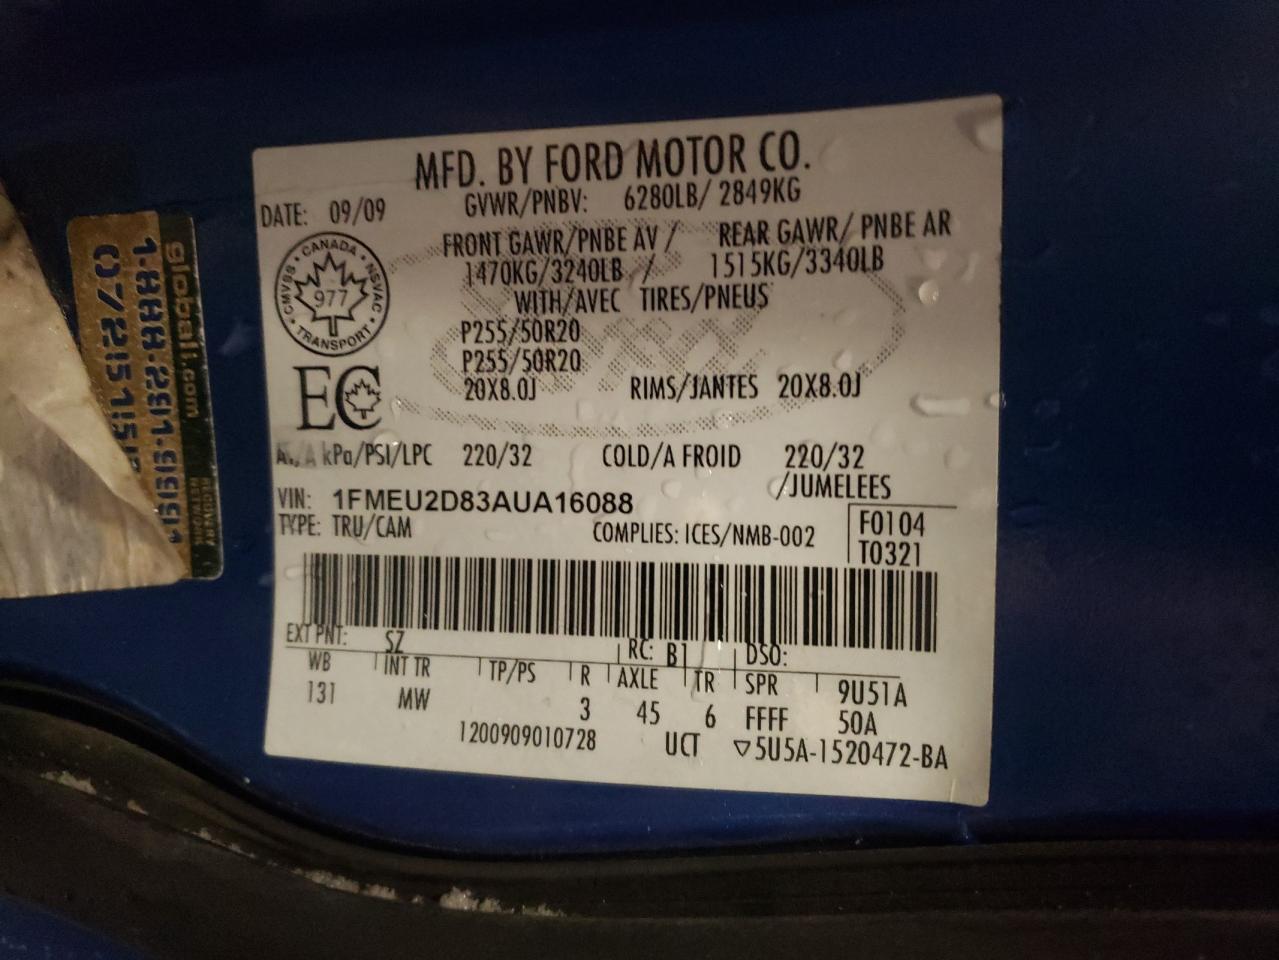 MFD. BY FORD MOTOR CO.
DATE: 09/09
GVWR/PNBV: 6280LB/ 2849KG
FRONT GAWR/PNBE AV / REAR GAWR/ PNBE AR
1470KG/3240LB / 1515KG/3340LB
WITH/AVEC TIRES/PNEUS
P255/50R20
P255/50R20
20X8.0J RIMS/JANTES 20X8.0J
CANADA
CMVSS NSVAC
977
TRANSPORT
EC
kPa/PSI/LPC 220/32 COLD/A FROID 220/32
/JUMELEES
VIN: 1FMEU2D83AUA16088
TYPE: TRU/CAM COMPLIES: ICES/NMB-002
F0104
T0321
EXT PNT: SZ RC: B1 DSO:
WB INT TR TP/PS R AXLE TR SPR 9U51A
131 MW 3 45 6 FFFF 50A
1200909010728 UCT 5U5A-1520472-BA
globali.com
RECOVERY
NETWORK
1-888-291-9991